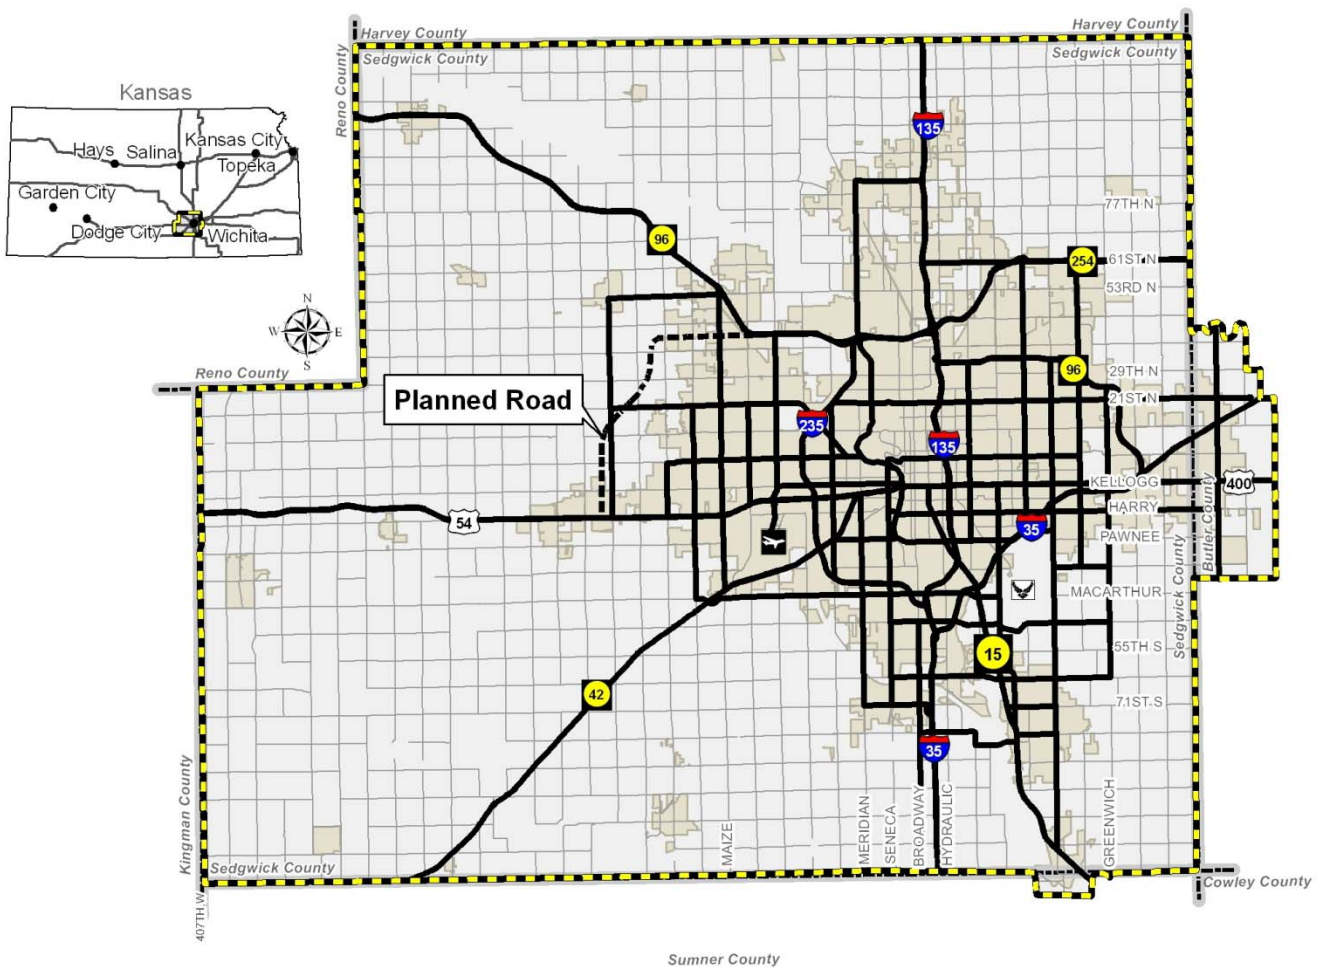 Harvey County
Harvey County
Sedgwick County
Sedgwick County
Reno County
Kansas
135
Hays
Salina
Kansas City
Topeka
Garden City
Dodge City
Wichita
77TH N
96
254
61ST N
53RD N
N
W
E
S
Reno County
96
29TH N
21ST N
Planned Road
235
135
KELLOGG
400
HARRY
54
35
PAWNEE
Butler County
MACARTHUR
Sedgwick County
15
55TH S
42
71ST S
35
Kingman County
MAIZE
MERIDIAN
SENECA
BROADWAY
HYDRAULIC
GREENWICH
Sedgwick County
Cowley County
407TH W
Sumner County